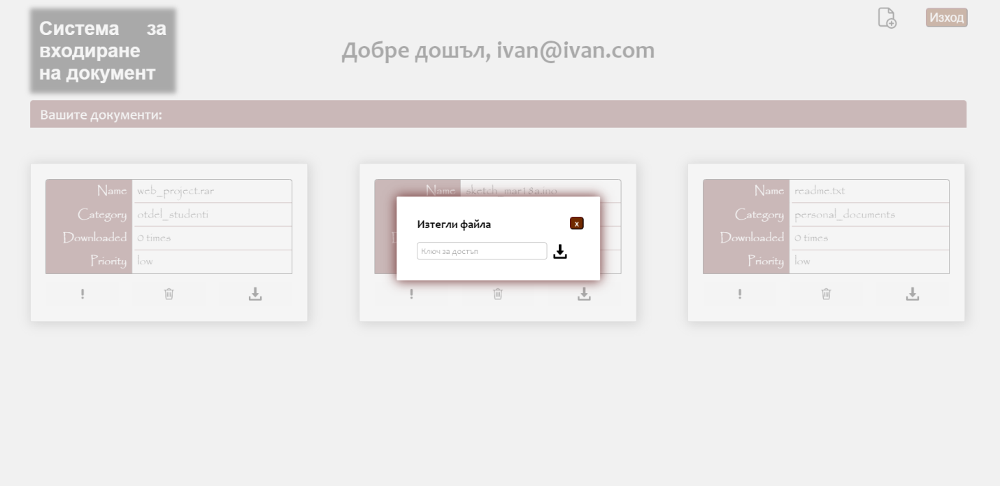 Система за
входиране
на документ
Добре дошъл, ivan@ivan.com
Изход
Вашите документи:
Name web_project.rar
Category otdel_studenti
Downloaded 0 times
Priority low
Name sketch_mar18a.ino
Изтегли файла x
Ключ за достъп
Name readme.txt
Category personal_documents
Downloaded 0 times
Priority low